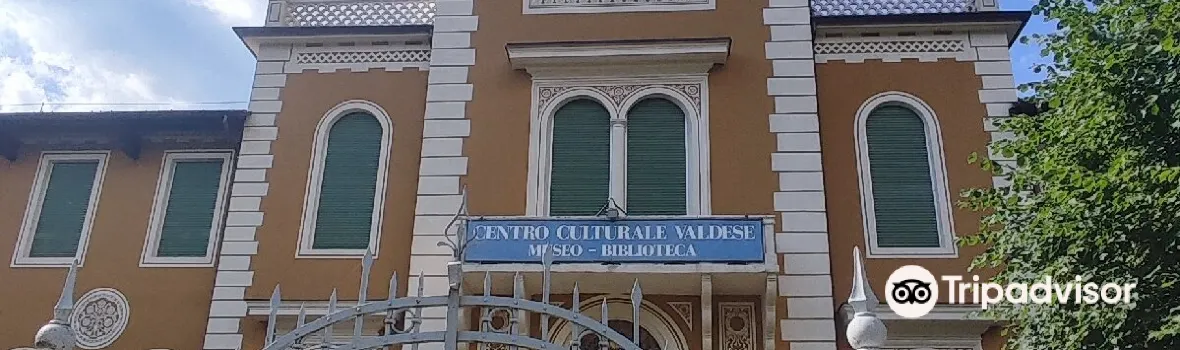 CENTRO CULTURALE VALDESE
MUSEO - BIBLIOTECA
Tripadvisor